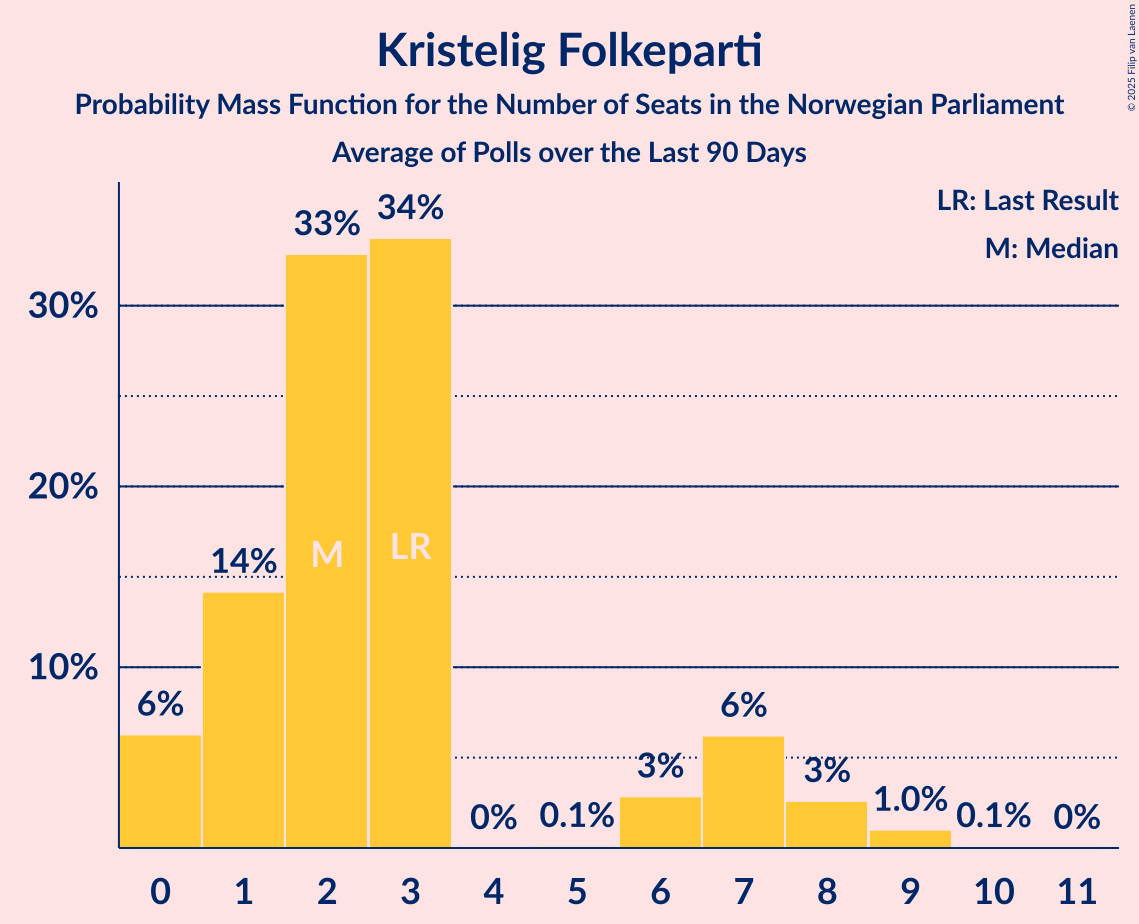 Kristelig Folkeparti
Probability Mass Function for the Number of Seats in the Norwegian Parliament
Average of Polls over the Last 90 Days
© 2025 Filip van Laenen
LR: Last Result
M: Median
30%
20%
10%
6%
14%
33%
34%
0%
0.1%
3%
6%
3%
1.0%
0.1%
0%
M
LR
0 1 2 3 4 5 6 7 8 9 10 11